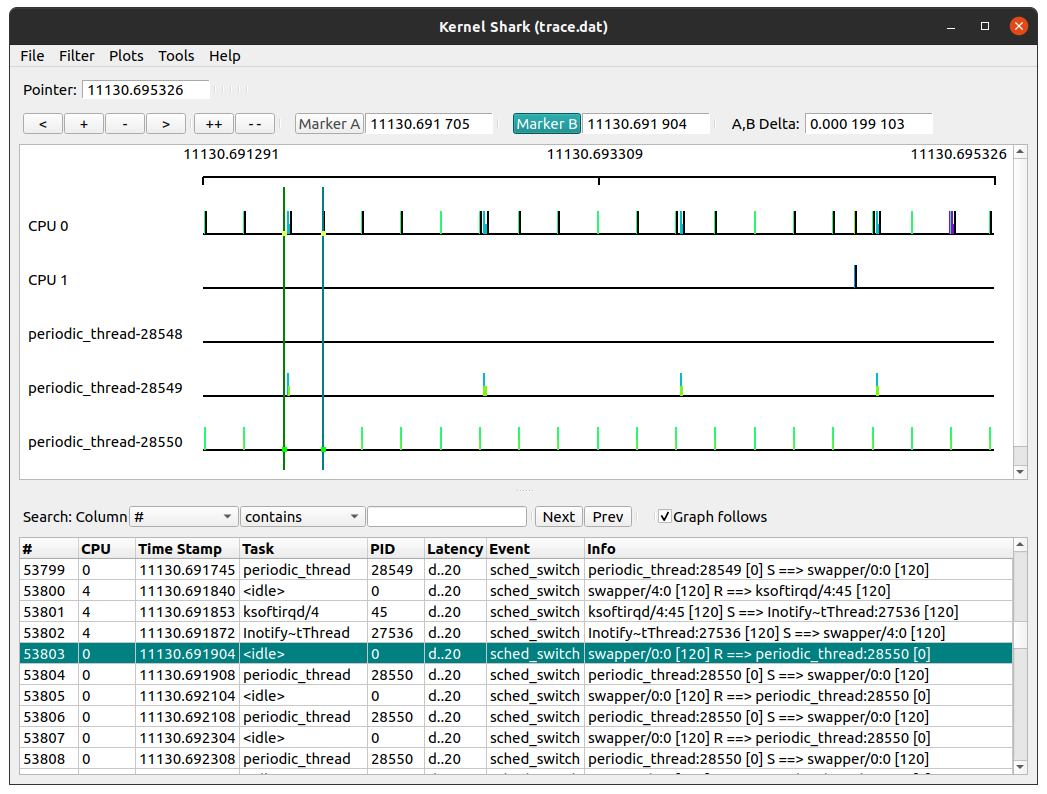 Kernel Shark (trace.dat)
File Filter Plots Tools Help
Pointer: 11130.695326
< + - > ++ -- Marker A 11130.691 705 Marker B 11130.691 904 A,B Delta: 0.000 199 103
11130.691291 11130.693309 11130.695326
CPU 0
CPU 1
periodic_thread-28548
periodic_thread-28549
periodic_thread-28550
Search: Column # contains Next Prev Graph follows
# CPU Time Stamp Task PID Latency Event Info
53799 0 11130.691745 periodic_thread 28549 d..20 sched_switch periodic_thread:28549 [0] S ==> swapper/0:0 [120]
53800 4 11130.691840 <idle> 0 d..20 sched_switch swapper/4:0 [120] R ==> ksoftirqd/4:45 [120]
53801 4 11130.691853 ksoftirqd/4 45 d..20 sched_switch ksoftirqd/4:45 [120] S ==> Inotify~tThread:27536 [120]
53802 4 11130.691872 Inotify~tThread 27536 d..20 sched_switch Inotify~tThread:27536 [120] S ==> swapper/4:0 [120]
53803 0 11130.691904 <idle> 0 d..20 sched_switch swapper/0:0 [120] R ==> periodic_thread:28550 [0]
53804 0 11130.691908 periodic_thread 28550 d..20 sched_switch periodic_thread:28550 [0] S ==> swapper/0:0 [120]
53805 0 11130.692104 <idle> 0 d..20 sched_switch swapper/0:0 [120] R ==> periodic_thread:28550 [0]
53806 0 11130.692108 periodic_thread 28550 d..20 sched_switch periodic_thread:28550 [0] S ==> swapper/0:0 [120]
53807 0 11130.692304 <idle> 0 d..20 sched_switch swapper/0:0 [120] R ==> periodic_thread:28550 [0]
53808 0 11130.692308 periodic_thread 28550 d..20 sched_switch periodic_thread:28550 [0] S ==> swapper/0:0 [120]